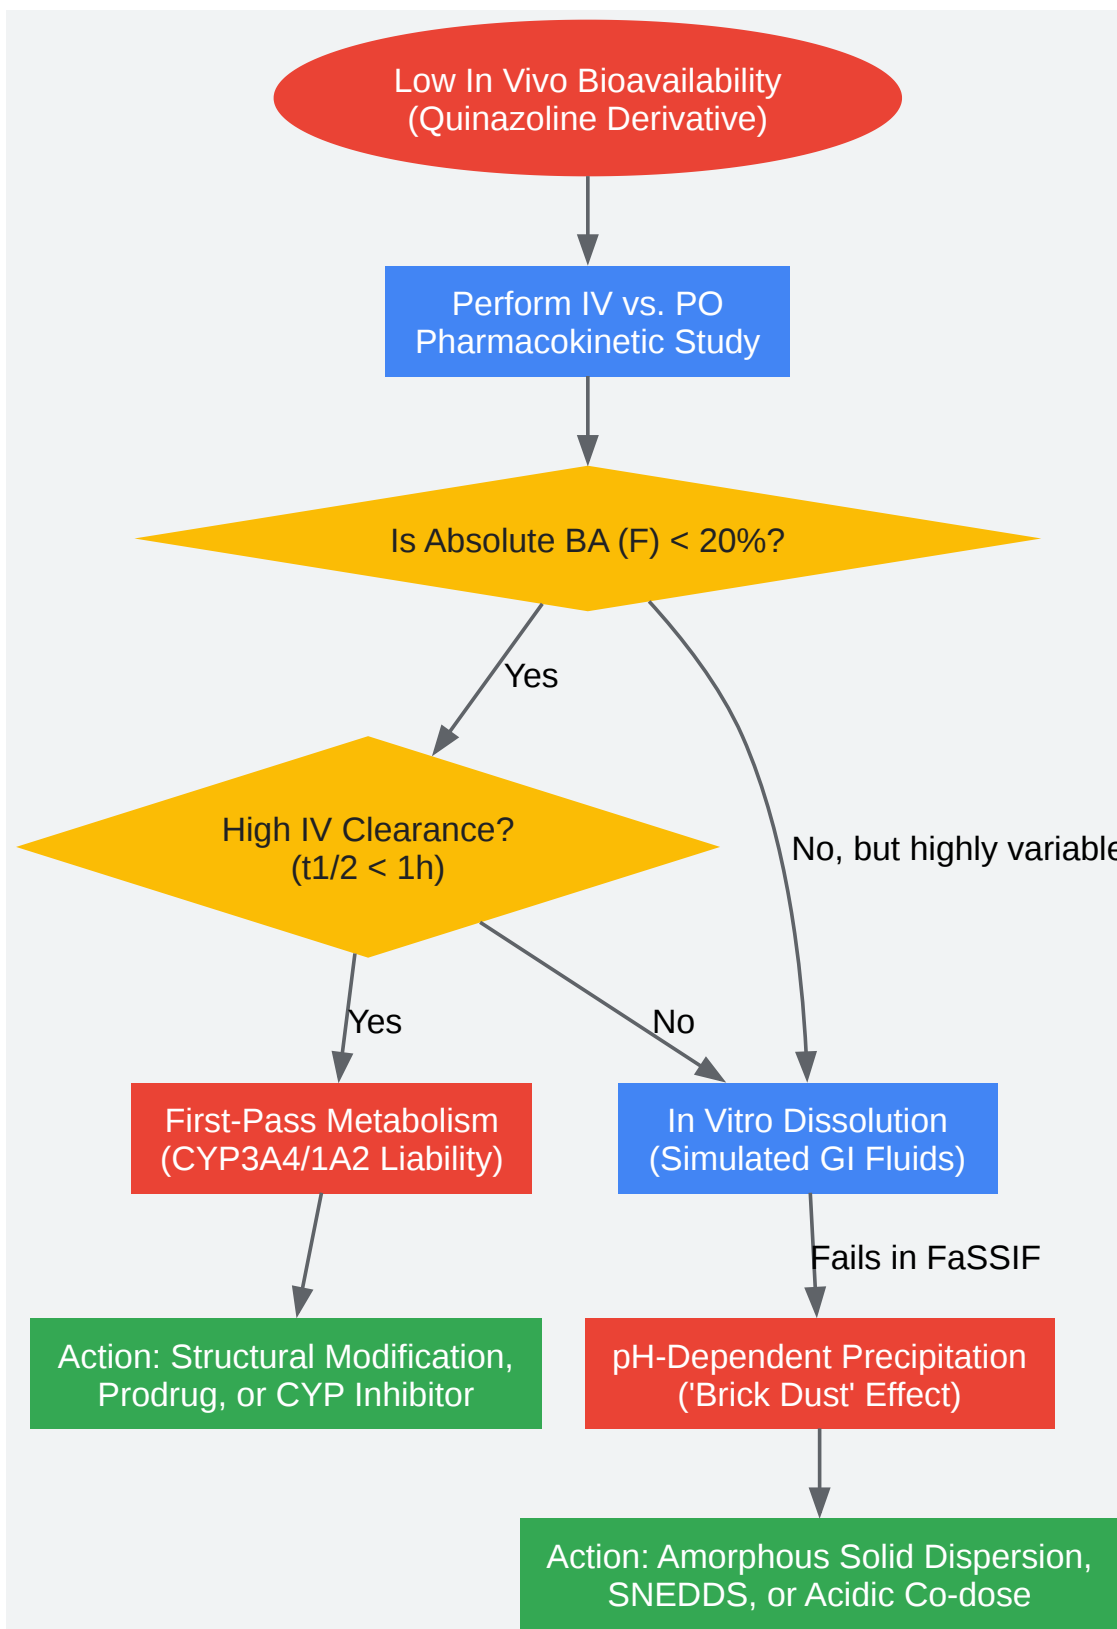 Low In Vivo Bioavailability
(Quinazoline Derivative)
Perform IV vs. PO
Pharmacokinetic Study
Is Absolute BA (F) < 20%?
Yes
High IV Clearance?
(t1/2 < 1h)
No, but highly variable
Yes
No
First-Pass Metabolism
(CYP3A4/1A2 Liability)
In Vitro Dissolution
(Simulated GI Fluids)
Fails in FaSSIF
Action: Structural Modification,
Prodrug, or CYP Inhibitor
pH-Dependent Precipitation
('Brick Dust' Effect)
Action: Amorphous Solid Dispersion,
SNEDDS, or Acidic Co-dose